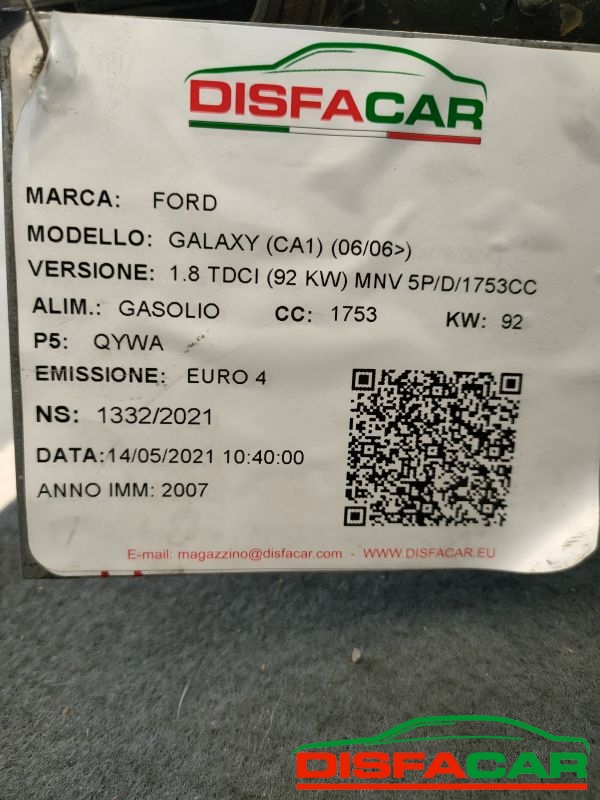 DISFACAR
MARCA: FORD
MODELLO: GALAXY (CA1) (06/06>)
VERSIONE: 1.8 TDCI (92 KW) MNV 5P/D/1753CC
ALIM.: GASOLIO CC: 1753 KW: 92
P5: QYWA
EMISSIONE: EURO 4
NS: 1332/2021
DATA:14/05/2021 10:40:00
ANNO IMM: 2007
E-mail: magazzino@disfacar.com - WWW.DISFACAR.EU
DISFACAR